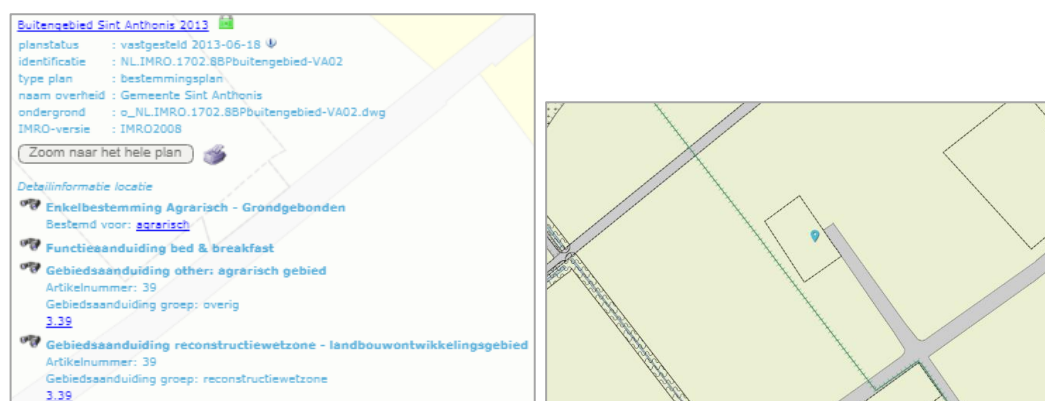 Buitengebied Sint Anthonis 2013
planstatus : vastgesteld 2013-06-18
identificatie : NL.IMRO.1702.8BPbuitengebied-VA02
type plan : bestemmingsplan
naam overheid : Gemeente Sint Anthonis
ondergrond : o_NL.IMRO.1702.8BPbuitengebied-VA02.dwg
IMRO-versie : IMRO2008
Zoom naar het hele plan
Detailinformatie locatie
Enkelbestemming Agrarisch - Grondgebonden
Bestemd voor: agrarisch
Functieaanduiding bed & breakfast
Gebiedsaanduiding other: agrarisch gebied
Artikelnummer: 39
Gebiedsaanduiding groep: overig
3.39
Gebiedsaanduiding reconstructiewetzone - landbouwontwikkelingsgebied
Artikelnummer: 39
Gebiedsaanduiding groep: reconstructiewetzone
3.39